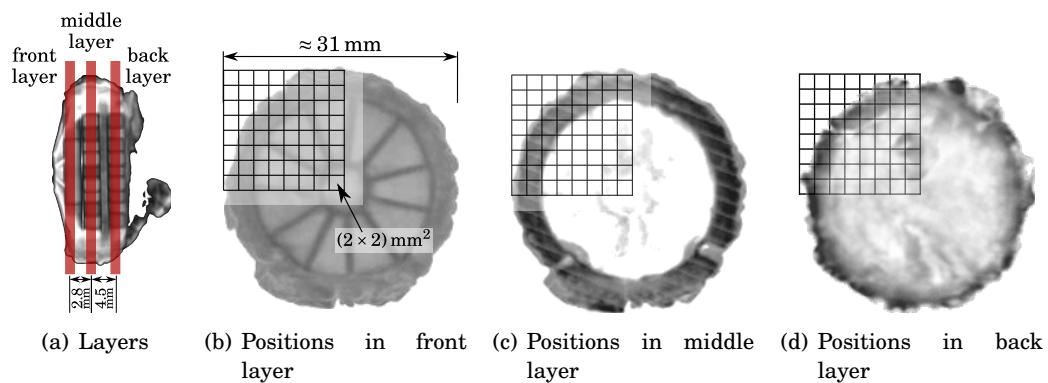 middle
layer
front
layer
back
layer
≈ 31 mm
(2 × 2) mm²
2.8
mm
4.5
mm
(a) Layers
(b) Positions in front
layer
(c) Positions in middle
layer
(d) Positions in back
layer